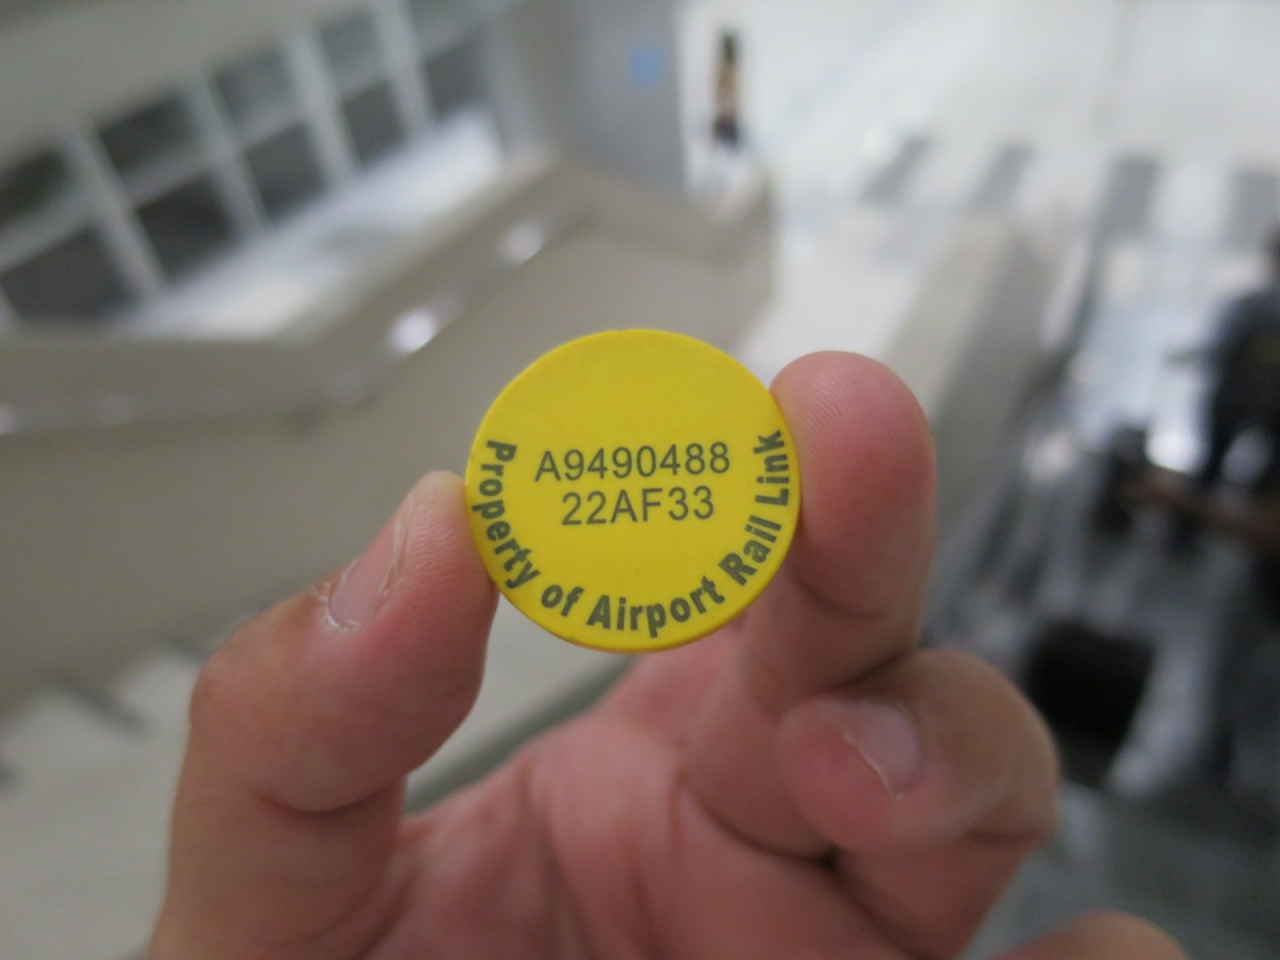 A9490488
22AF33
Property of Airport Rail Link